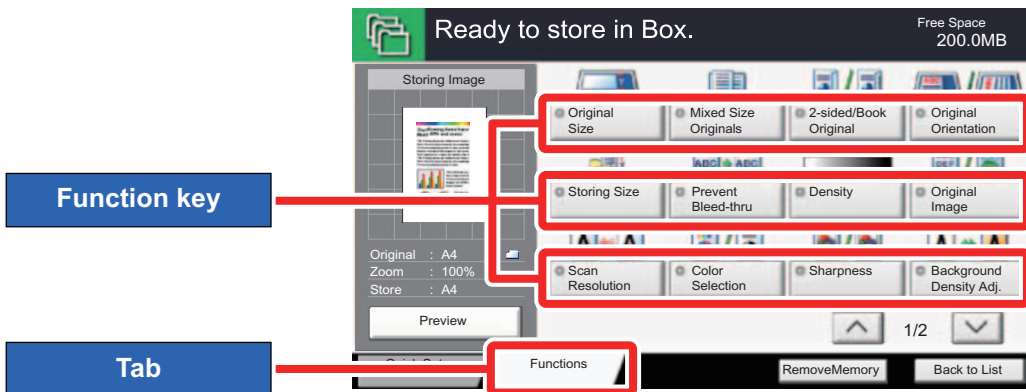 Ready to store in Box.
Free Space
200.0MB
Storing Image
Original
Size
Mixed Size
Originals
2-sided/Book
Original
Original
Orientation
ABC
ABC
Function key
Storing Size
Prevent
Bleed-thru
Density
Original
Image
Original : A4
Zoom : 100%
Store : A4
Scan
Resolution
Color
Selection
Sharpness
Background
Density Adj.
Preview
1/2
Tab
Functions
RemoveMemory
Back to List